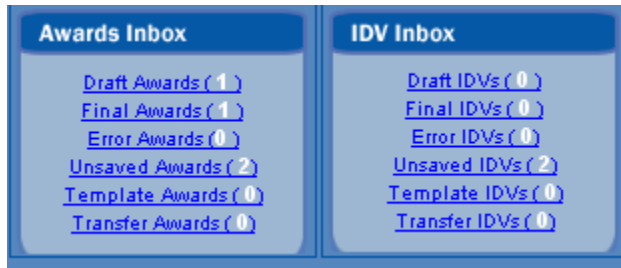 Awards Inbox
Draft Awards ( 1 )
Final Awards ( 1 )
Error Awards (0 )
Unsaved Awards ( 2)
Template Awards ( 0)
Transfer Awards ( 0)
IDV Inbox
Draft IDVs ( 0 )
Final IDVs ( 0 )
Error IDVs ( 0)
Unsaved IDVs ( 2)
Template IDVs ( 0)
Transfer IDVs ( 0)